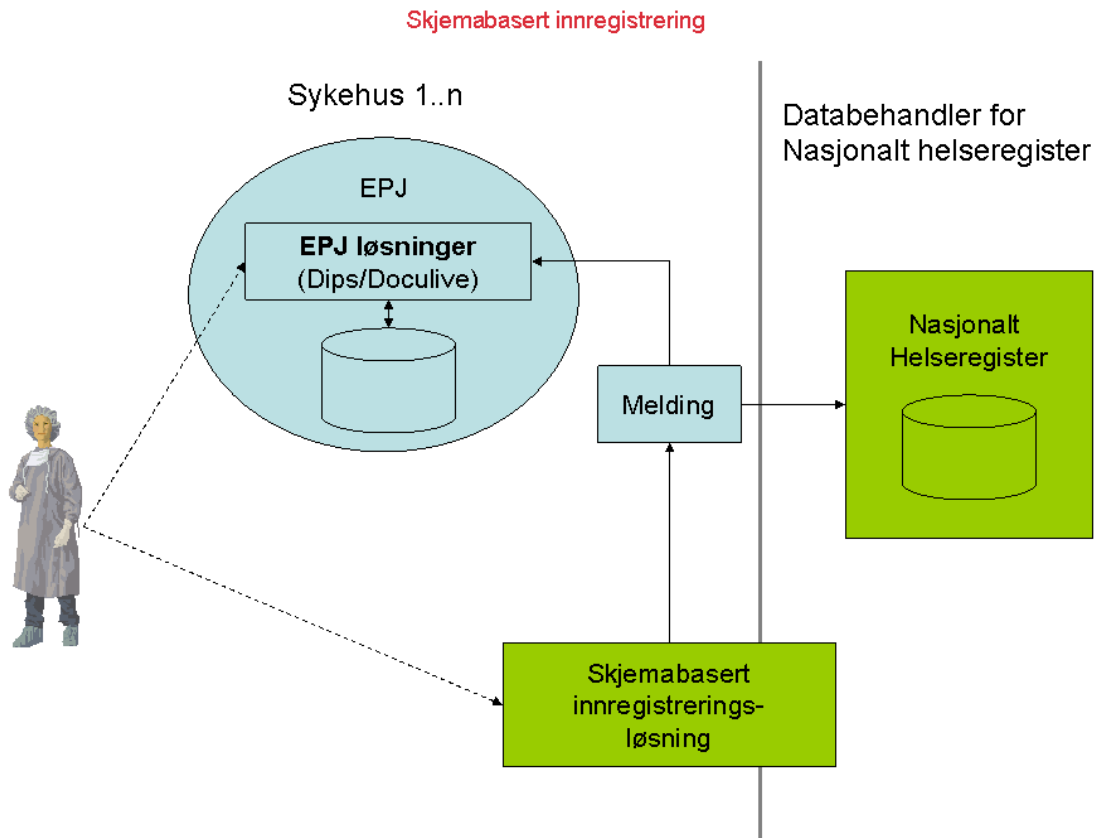 Skjemabasert innregistrering
Sykehus 1..n
Databehandler for
Nasjonalt helseregister
EPJ
EPJ løsninger
(Dips/Doculive)
Nasjonalt
Helseregister
Melding
Skjemabasert
innregistrerings-
løsning